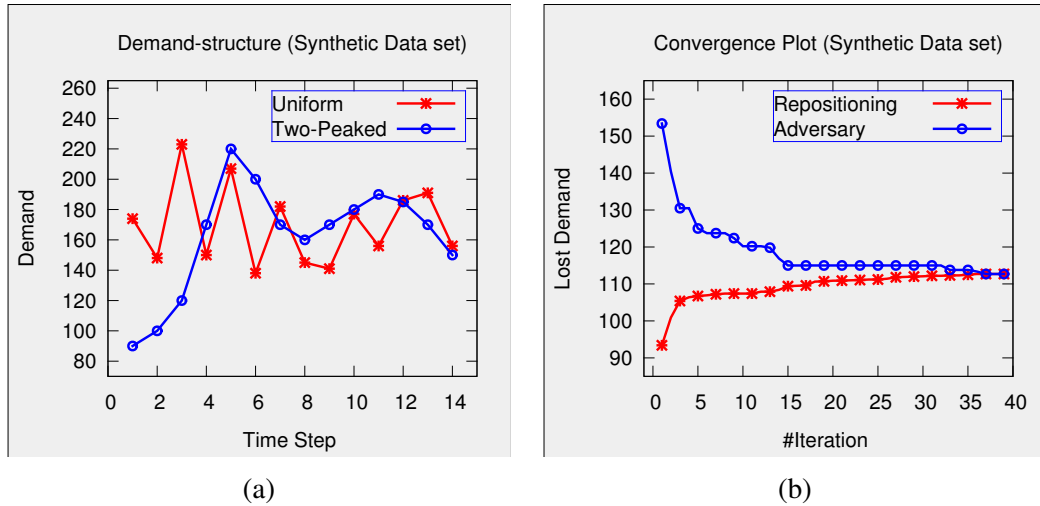 Demand-structure (Synthetic Data set)
260
240
220
200
180
160
140
120
100
80
0 2 4 6 8 10 12 14
Demand
Time Step
Uniform
Two-Peaked
(a)
Convergence Plot (Synthetic Data set)
160
150
140
130
120
110
100
90
0 5 10 15 20 25 30 35 40
Lost Demand
#Iteration
Repositioning
Adversary
(b)